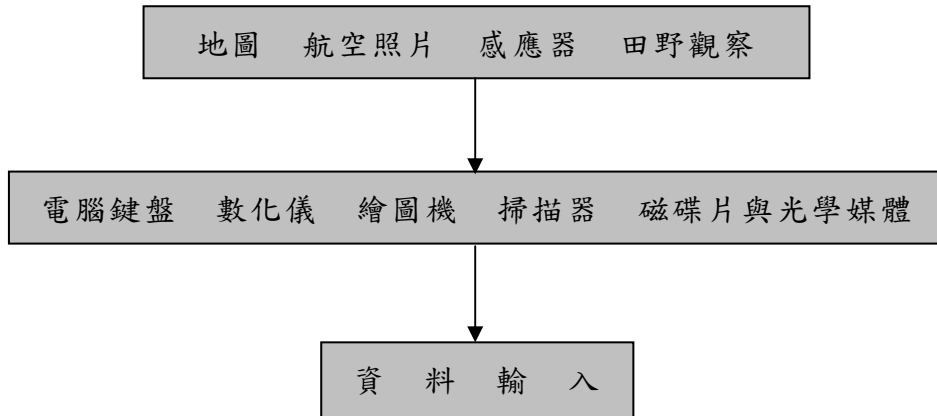 地圖 航空照片 感應器 田野觀察
電腦鍵盤 數化儀 繪圖機 掃描器 磁碟片與光學媒體
資料輸入